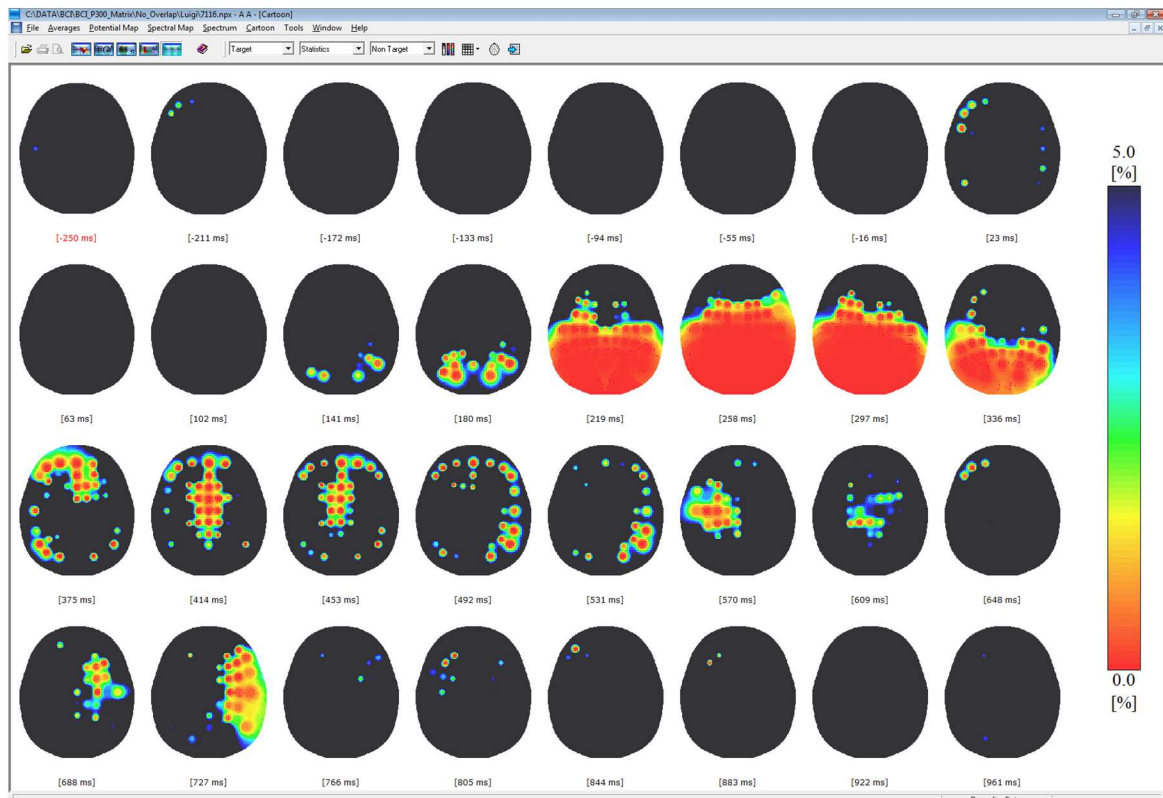 C:\DATA\BCI\BCI_P300_Matrix\No_Overlap\Luigi\7116.npx - A A - [Cartoon]
File Averages Potential Map Spectral Map Spectrum Cartoon Tools Window Help
Target Statistics Non Target
5.0
[%]
[-250 ms] [-211 ms] [-172 ms] [-133 ms] [-94 ms] [-55 ms] [-16 ms] [23 ms]
[63 ms] [102 ms] [141 ms] [180 ms] [219 ms] [258 ms] [297 ms] [336 ms]
[375 ms] [414 ms] [453 ms] [492 ms] [531 ms] [570 ms] [609 ms] [648 ms]
0.0
[%]
[688 ms] [727 ms] [766 ms] [805 ms] [844 ms] [883 ms] [922 ms] [961 ms]